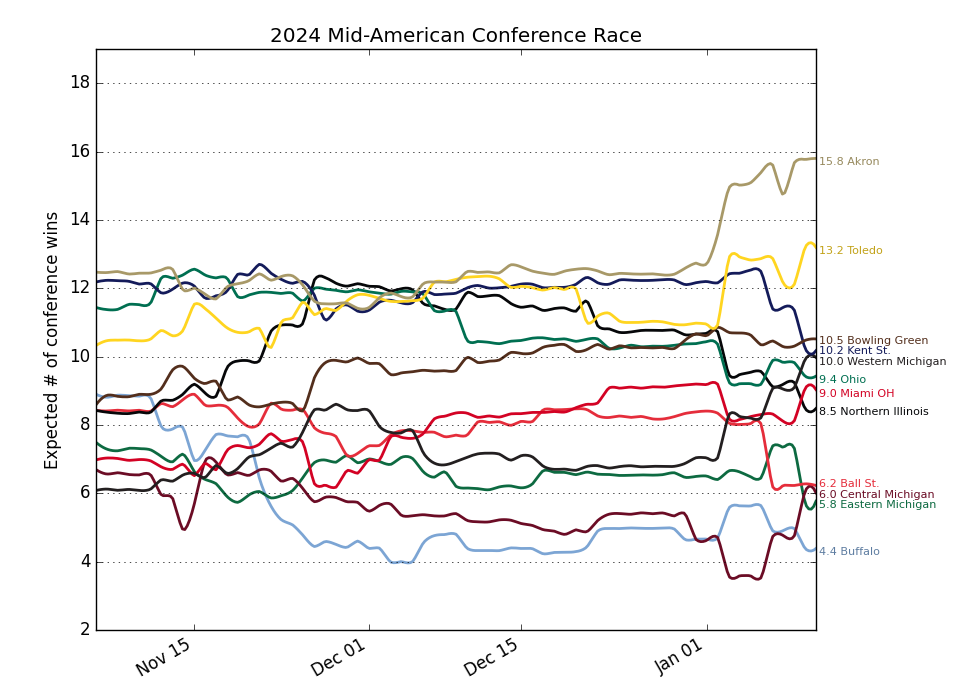 2024 Mid-American Conference Race
Expected # of conference wins
18
16
14
12
10
8
6
4
2
Nov 15
Dec 01
Dec 15
Jan 01
15.8 Akron
13.2 Toledo
10.5 Bowling Green
10.2 Kent St.
10.0 Western Michigan
9.4 Ohio
9.0 Miami OH
8.5 Northern Illinois
6.2 Ball St.
6.0 Central Michigan
5.8 Eastern Michigan
4.4 Buffalo